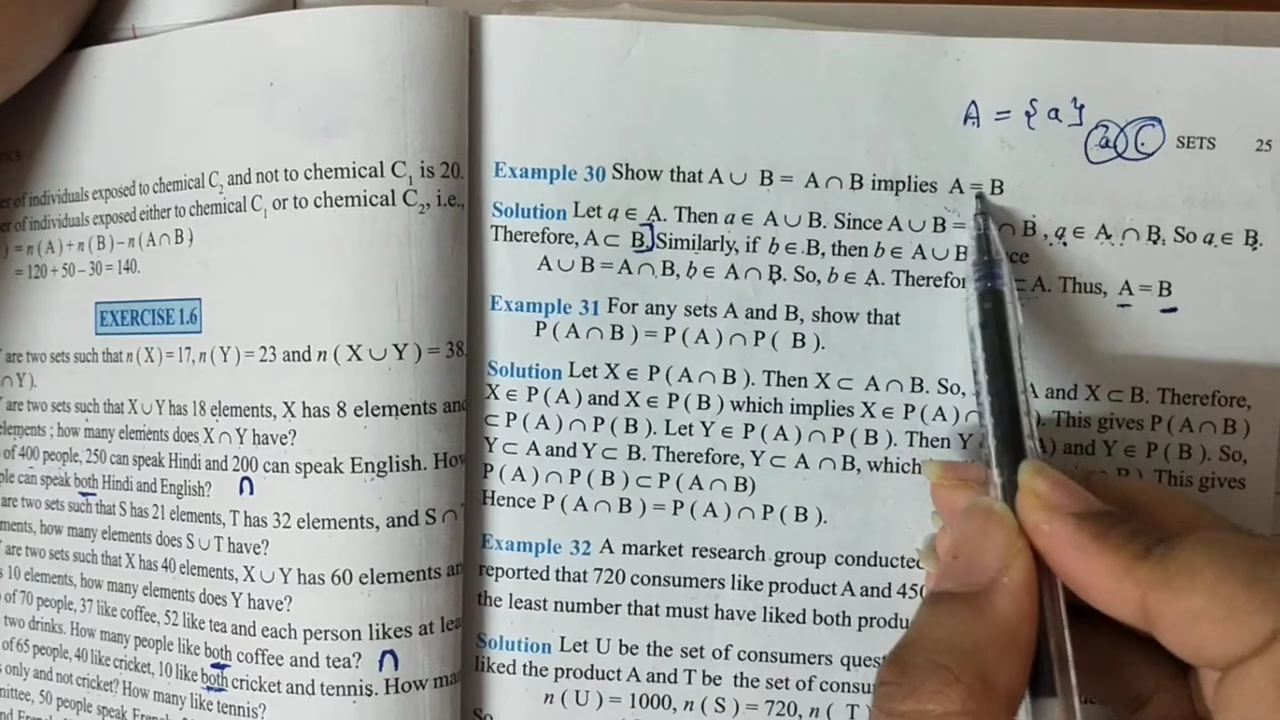 er of individuals exposed to chemical C₂ and not to chemical C₁ is 20.
er of individuals exposed either to chemical C₁ or to chemical C₂, i.e.,
) = n (A) + n (B) – n (A ∩ B)
= 120 + 50 – 30 = 140.
EXERCISE 1.6
are two sets such that n (X) = 17, n (Y) = 23 and n ( X ∪ Y) = 38
∩ Y).
are two sets such that X ∪ Y has 18 elements, X has 8 elements and
elements ; how many elements does X ∩ Y have?
of 400 people, 250 can speak Hindi and 200 can speak English. How
ple can speak both Hindi and English? ∩
are two sets such that S has 21 elements, T has 32 elements, and S ∩
ments, how many elements does S ∪ T have?
are two sets such that X has 40 elements, X ∪ Y has 60 elements an
10 elements, how many elements does Y have?
of 70 people, 37 like coffee, 52 like tea and each person likes at lea
two drinks. How many people like both coffee and tea? ∩
of 65 people, 40 like cricket, 10 like both cricket and tennis. How ma
only and not cricket? How many like tennis?
mittee, 50 people speak
A = {a}
a C
SETS 25
Example 30 Show that A ∪ B = A ∩ B implies A = B
Solution Let a ∈ A. Then a ∈ A ∪ B. Since A ∪ B = ∩ B , a ∈ A ∩ B. So a ∈ B.
Therefore, A ⊂ B. Similarly, if b ∈ B, then b ∈ A ∪ B
A ∪ B = A ∩ B, b ∈ A ∩ B. So, b ∈ A. Therefor A. Thus, A = B
Example 31 For any sets A and B, show that
P ( A ∩ B ) = P ( A ) ∩ P ( B ).
Solution Let X ∈ P ( A ∩ B ). Then X ⊂ A ∩ B. So, A and X ⊂ B. Therefore,
X ∈ P ( A ) and X ∈ P ( B ) which implies X ∈ P ( A ) ∩ ). This gives P ( A ∩ B )
⊂ P ( A ) ∩ P ( B ). Let Y ∈ P ( A ) ∩ P ( B ). Then Y ) and Y ∈ P ( B ). So,
Y ⊂ A and Y ⊂ B. Therefore, Y ⊂ A ∩ B, which This gives
P ( A ) ∩ P ( B ) ⊂ P ( A ∩ B )
Hence P ( A ∩ B ) = P ( A ) ∩ P ( B ).
Example 32 A market research group conducted
reported that 720 consumers like product A and 450
the least number that must have liked both produ
Solution Let U be the set of consumers ques
liked the product A and T be the set of consu
n ( U ) = 1000, n ( S ) = 720, n ( T )
So